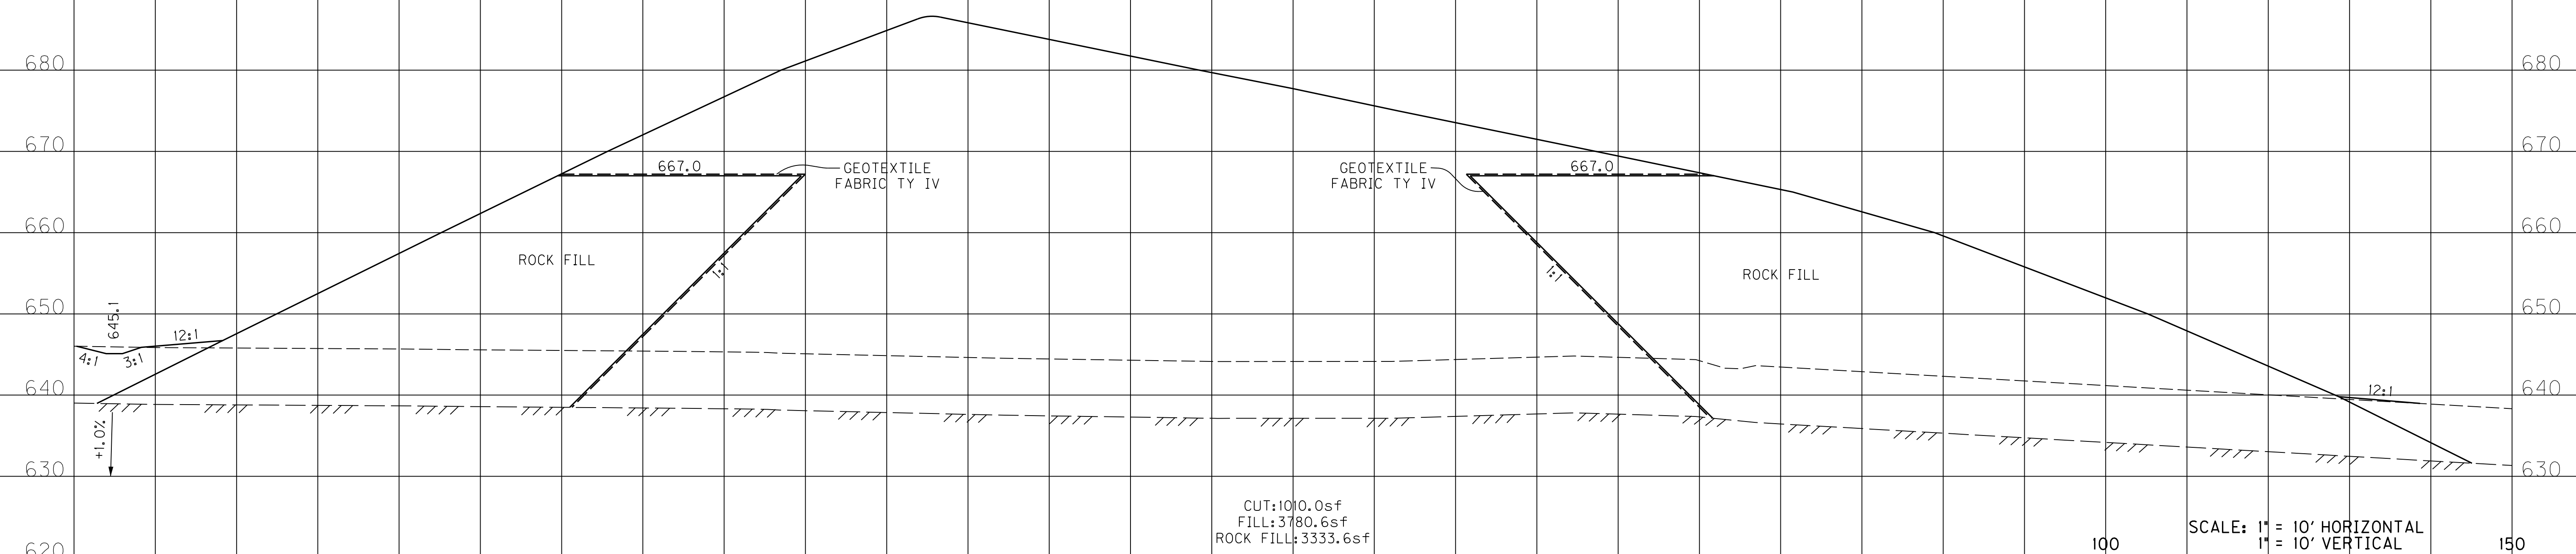 680
680
670
670
667.0
GEOTEXTILE
FABRIC TY IV
GEOTEXTILE
FABRIC TY IV
667.0
660
660
ROCK FILL
1:1
1:1
ROCK FILL
650
650
645.1
12:1
4:1
3:1
640
640
12:1
+1.0%
630
630
CUT:1010.0sf
FILL:3780.6sf
ROCK FILL:3333.6sf
SCALE: 1" = 10' HORIZONTAL
1" = 10' VERTICAL
620
100
150